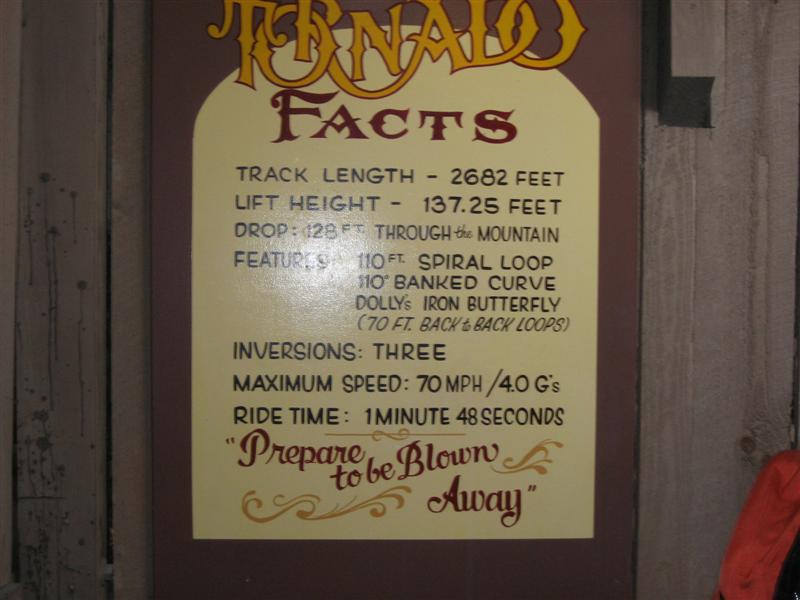 TORNADO
FACTS
TRACK LENGTH - 2682 FEET
LIFT HEIGHT - 137.25 FEET
DROP: 128 FT. THROUGH the MOUNTAIN
FEATURES: 110 FT. SPIRAL LOOP
110° BANKED CURVE
DOLLY's IRON BUTTERFLY
(70 FT. BACK to BACK LOOPS)
INVERSIONS: THREE
MAXIMUM SPEED: 70 MPH / 4.0 G's
RIDE TIME: 1 MINUTE 48 SECONDS
"Prepare
to be Blown
Away"